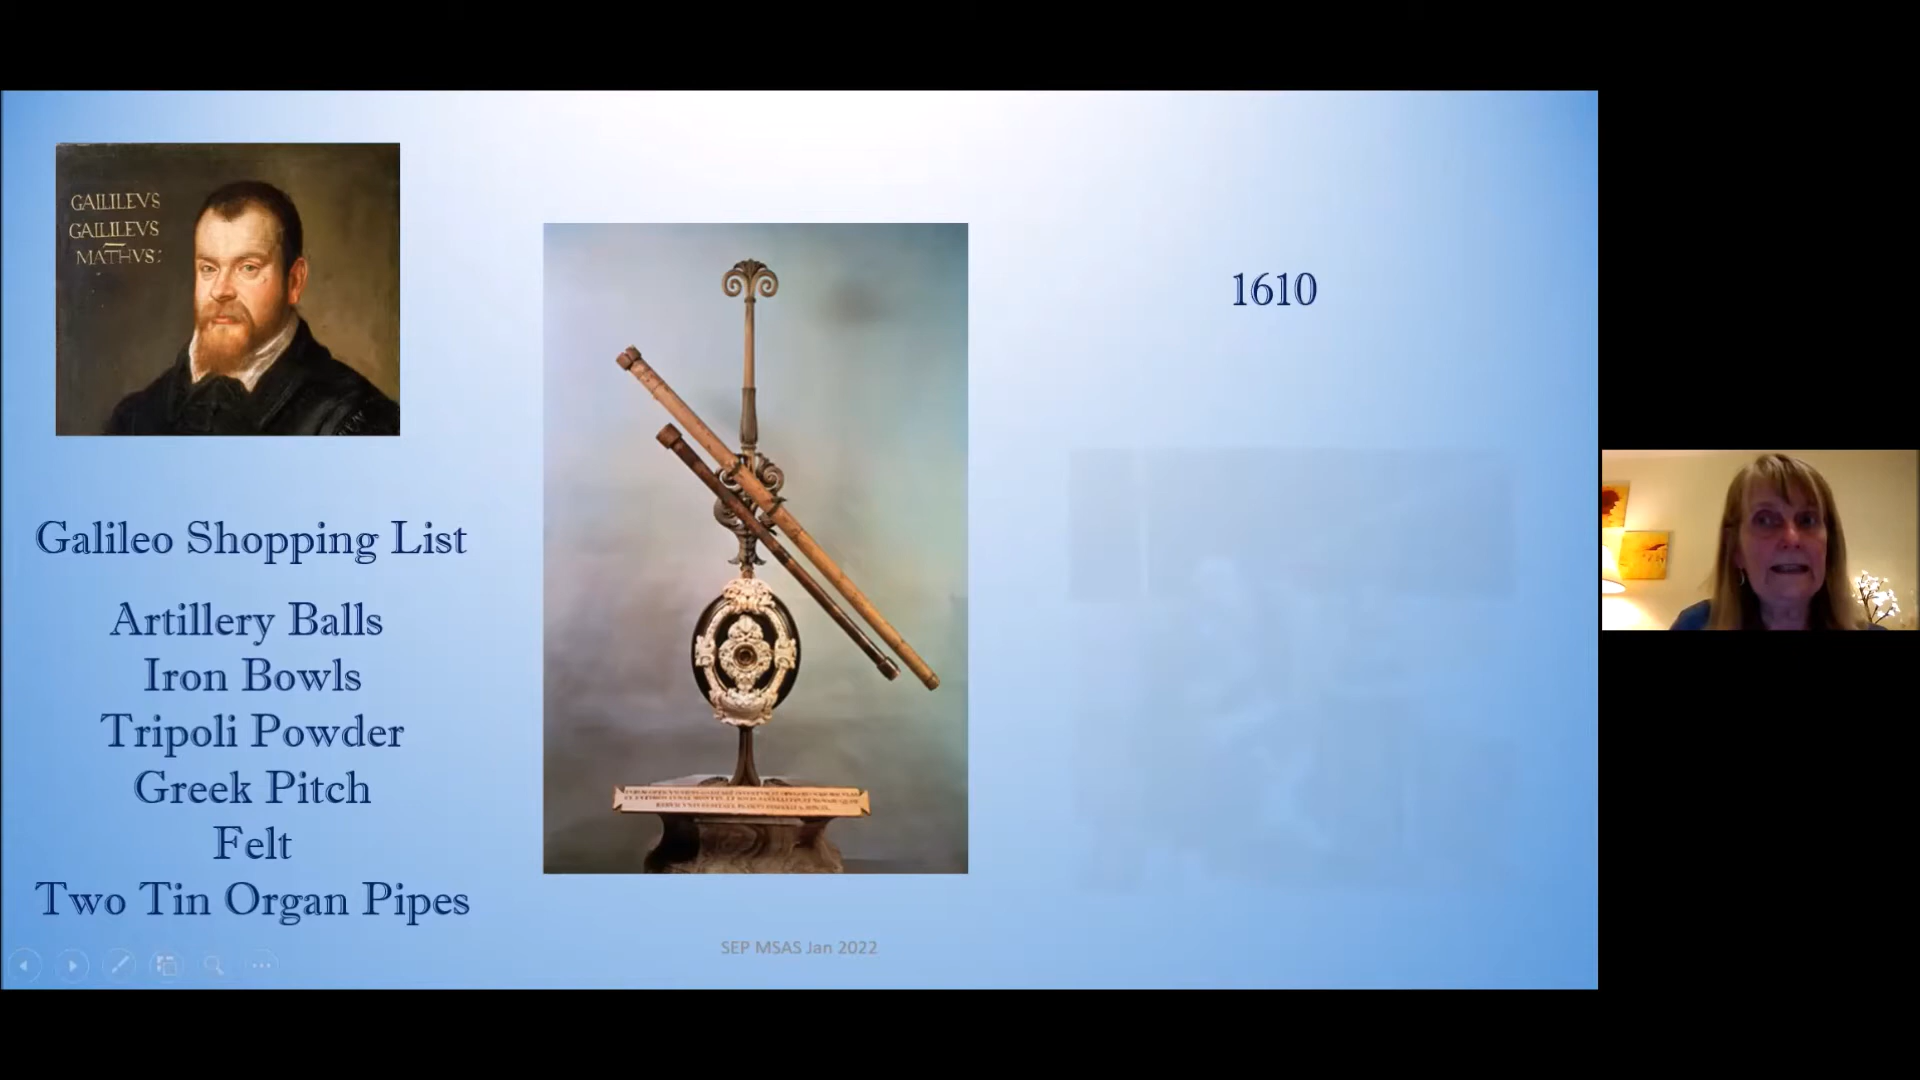 GALILEVS
GALILEVS
MATHVS:
Galileo Shopping List
Artillery Balls
Iron Bowls
Tripoli Powder
Greek Pitch
Felt
Two Tin Organ Pipes
1610
SEP MSAS Jan 2022